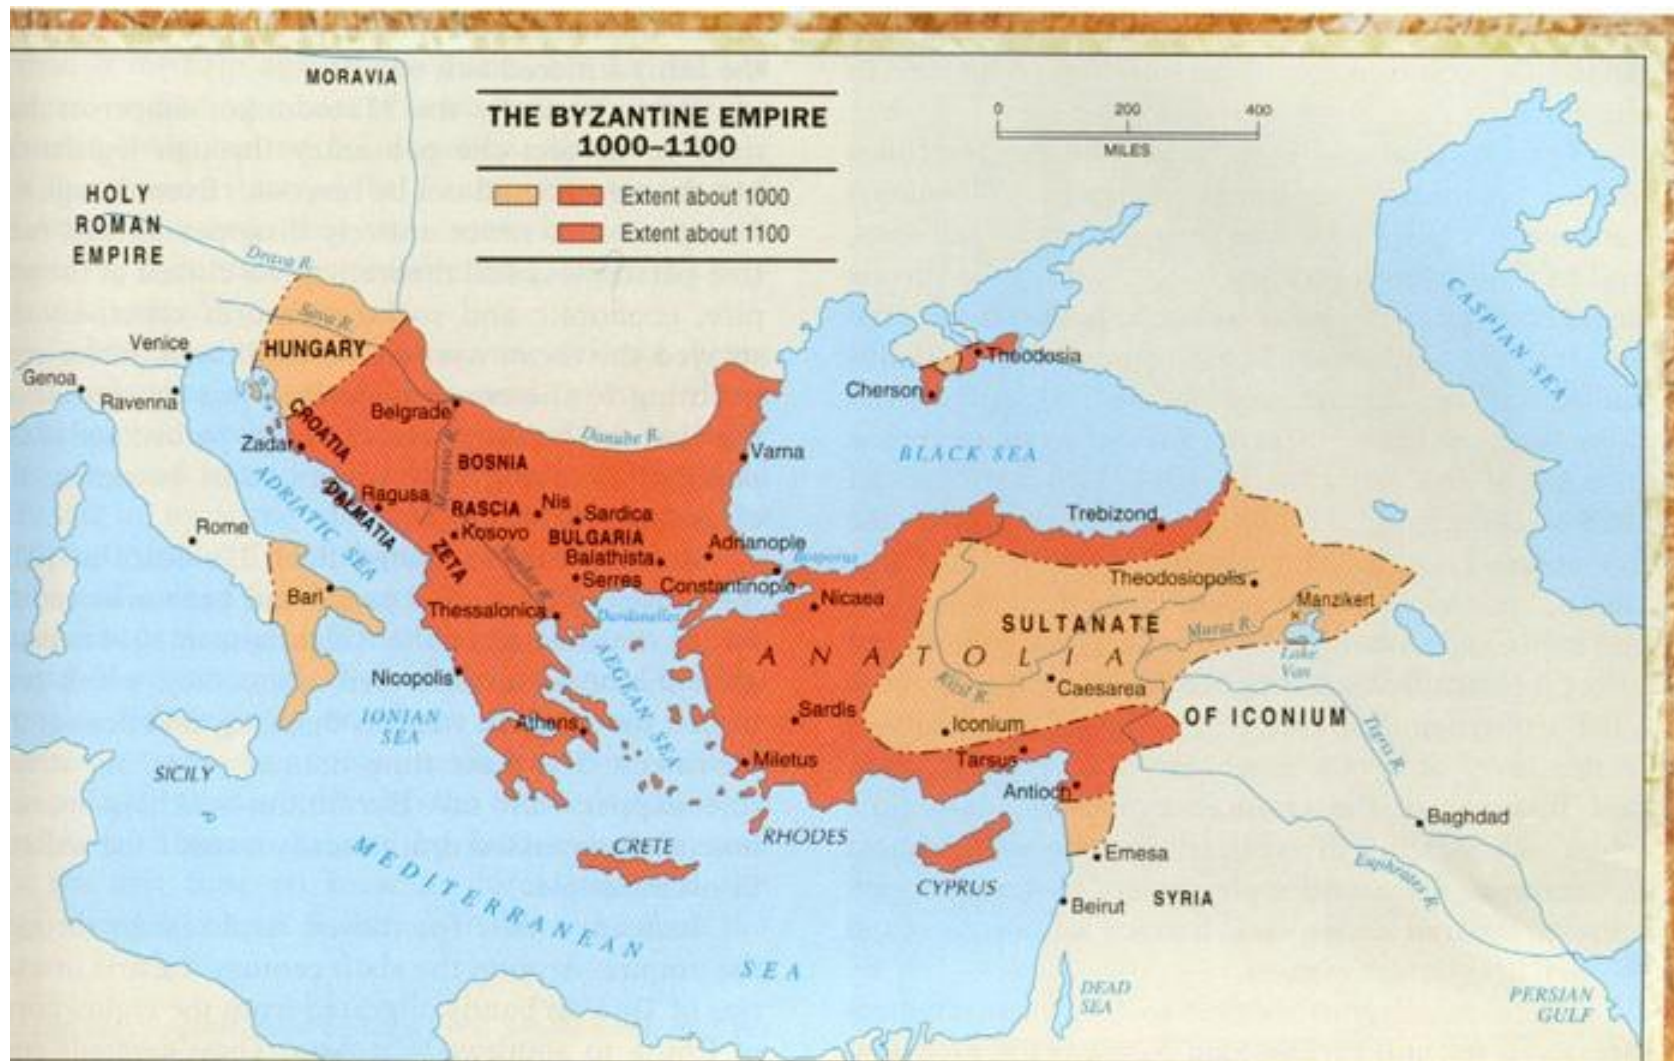 MORAVIA
THE BYZANTINE EMPIRE
1000–1100
Extent about 1000
Extent about 1100
0 200 400
MILES
HOLY
ROMAN
EMPIRE
Drava R.
Sava R.
HUNGARY
Venice
Genoa
Ravenna
CROATIA
Belgrade
Zadar
Danube R.
Morava R.
BOSNIA
Varna
ADRIATIC SEA
DALMATIA
Ragusa
RASCIA
Nis
Sardica
Kosovo
BULGARIA
ZETA
Balathista
Adrianople
Serres
Constantinople
Bosporus
Rome
Bari
Thessalonica
Dardanelles
Nicaea
Nicopolis
AEGEAN SEA
IONIAN
SEA
Athens
Sardis
Miletus
SICILY
CRETE
RHODES
MEDITERRANEAN
SEA
Theodosia
Cherson
BLACK SEA
CASPIAN SEA
Trebizond
Theodosiopolis
Manzikert
SULTANATE
Murat R.
ANATOLIA
Lake
Van
Kizil R.
Caesarea
OF ICONIUM
Iconium
Tarsus
Tigris R.
Antioch
Baghdad
CYPRUS
Emesa
Euphrates R.
Beirut
SYRIA
DEAD
SEA
PERSIAN
GULF